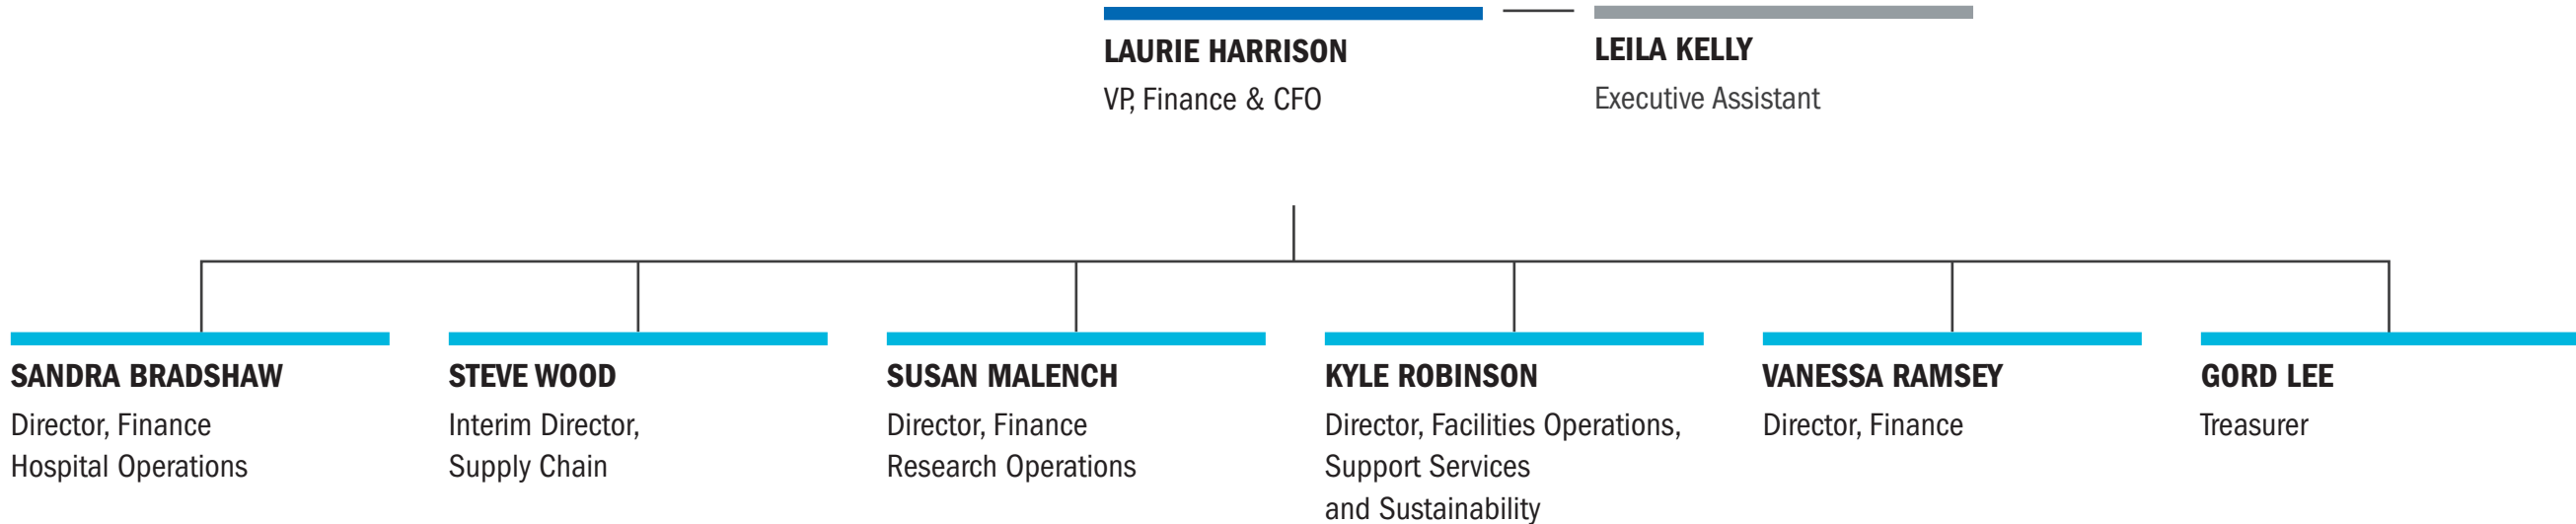 LAURIE HARRISON
VP, Finance & CFO
LEILA KELLY
Executive Assistant
SANDRA BRADSHAW
Director, Finance
Hospital Operations
STEVE WOOD
Interim Director,
Supply Chain
SUSAN MALENCH
Director, Finance
Research Operations
KYLE ROBINSON
Director, Facilities Operations,
Support Services
and Sustainability
VANESSA RAMSEY
Director, Finance
GORD LEE
Treasurer